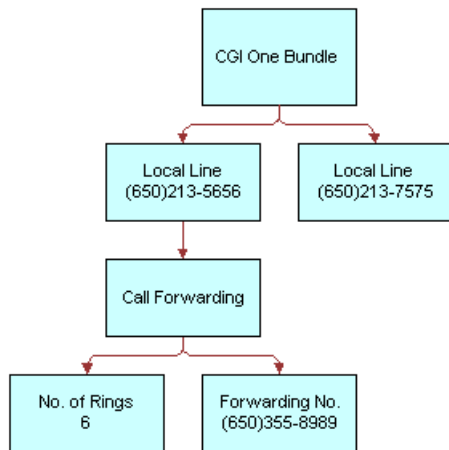 CGI One Bundle
Local Line
(650)213-5656
Local Line
(650)213-7575
Call Forwarding
No. of Rings
6
Forwarding No.
(650)355-8989